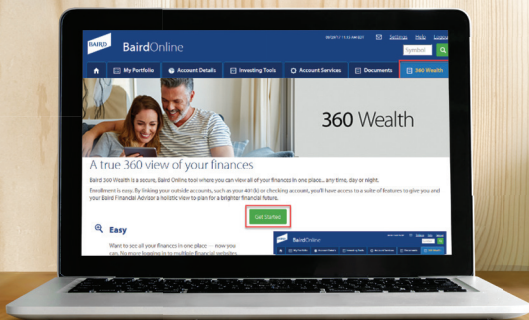 Settings Help Logout
BAIRD
BairdOnline
Symbol
My Portfolio
Account Details
Investing Tools
Account Services
Documents
360 Wealth
360 Wealth
A true 360 view of your finances
Baird 360 Wealth is a secure, Baird Online tool where you can view all of your finances in one place... any time, day or night.
Enrollment is easy. By linking your outside accounts, such as your 401(k) or checking account, you'll have access to a suite of features to give you and
your Baird Financial Advisor a holistic view to plan for a brighter financial future.
Get Started
Easy
Want to see all your finances in one place — now you
can. No more logging in to multiple financial websites.
BAIRD
BairdOnline